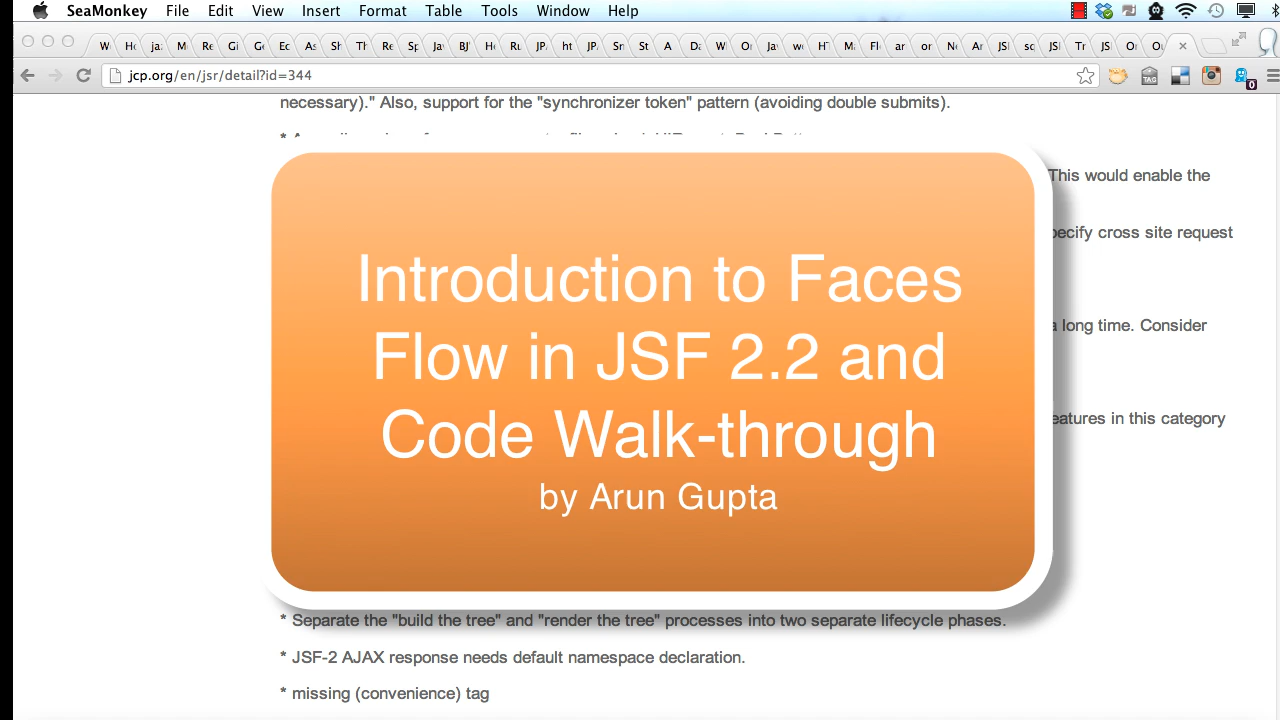 SeaMonkey File Edit View Insert Format Table Tools Window Help
jcp.org/en/jsr/detail?id=344
TAG
0
necessary)." Also, support for the "synchronizer token" pattern (avoiding double submits).
This would enable the
pecify cross site request
a long time. Consider
eatures in this category
Introduction to Faces
Flow in JSF 2.2 and
Code Walk-through
by Arun Gupta
* Separate the "build the tree" and "render the tree" processes into two separate lifecycle phases.
* JSF-2 AJAX response needs default namespace declaration.
* missing (convenience) tag